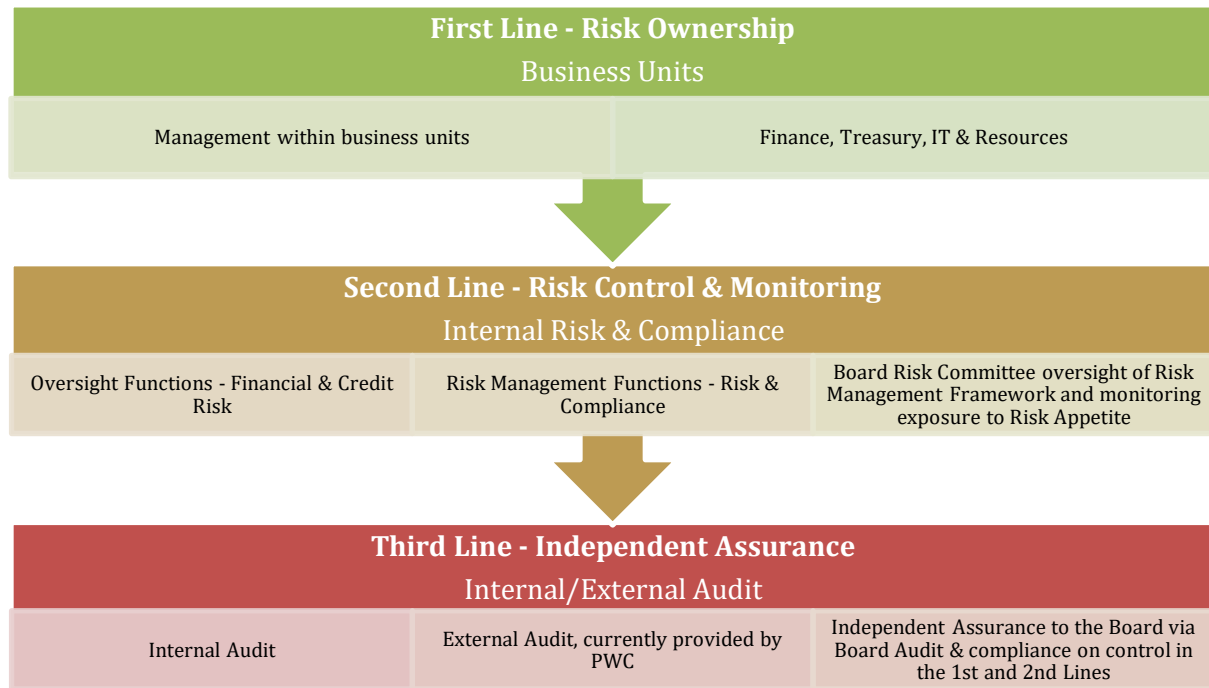 First Line - Risk Ownership
Business Units
Management within business units
Finance, Treasury, IT & Resources
Second Line - Risk Control & Monitoring
Internal Risk & Compliance
Oversight Functions - Financial & Credit
Risk
Risk Management Functions - Risk &
Compliance
Board Risk Committee oversight of Risk
Management Framework and monitoring
exposure to Risk Appetite
Third Line - Independent Assurance
Internal/External Audit
Internal Audit
External Audit, currently provided by
PWC
Independent Assurance to the Board via
Board Audit & compliance on control in
the 1st and 2nd Lines